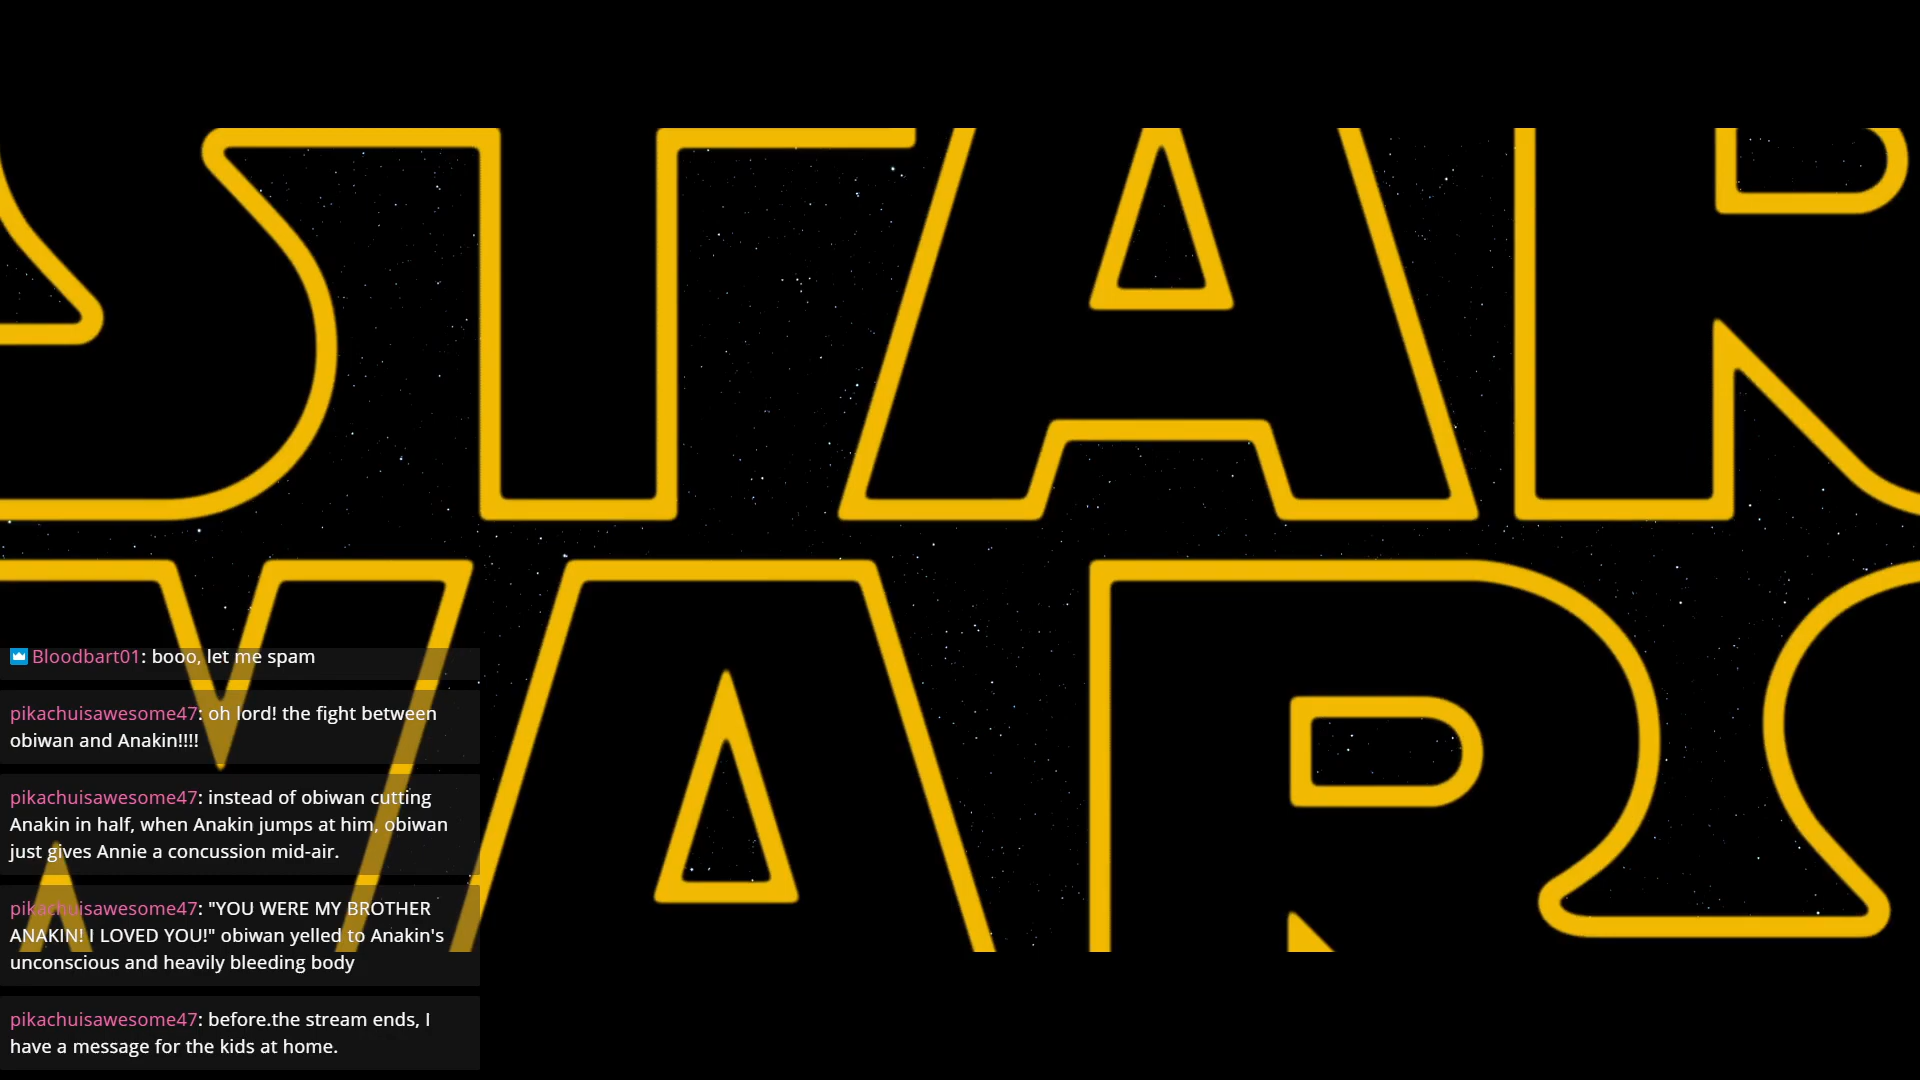 STAR
WARS
Bloodbart01: booo, let me spam
pikachuisawesome47: oh lord! the fight between
obiwan and Anakin!!!!
pikachuisawesome47: instead of obiwan cutting
Anakin in half, when Anakin jumps at him, obiwan
just gives Annie a concussion mid-air.
pikachuisawesome47: "YOU WERE MY BROTHER
ANAKIN! I LOVED YOU!" obiwan yelled to Anakin's
unconscious and heavily bleeding body
pikachuisawesome47: before.the stream ends, I
have a message for the kids at home.